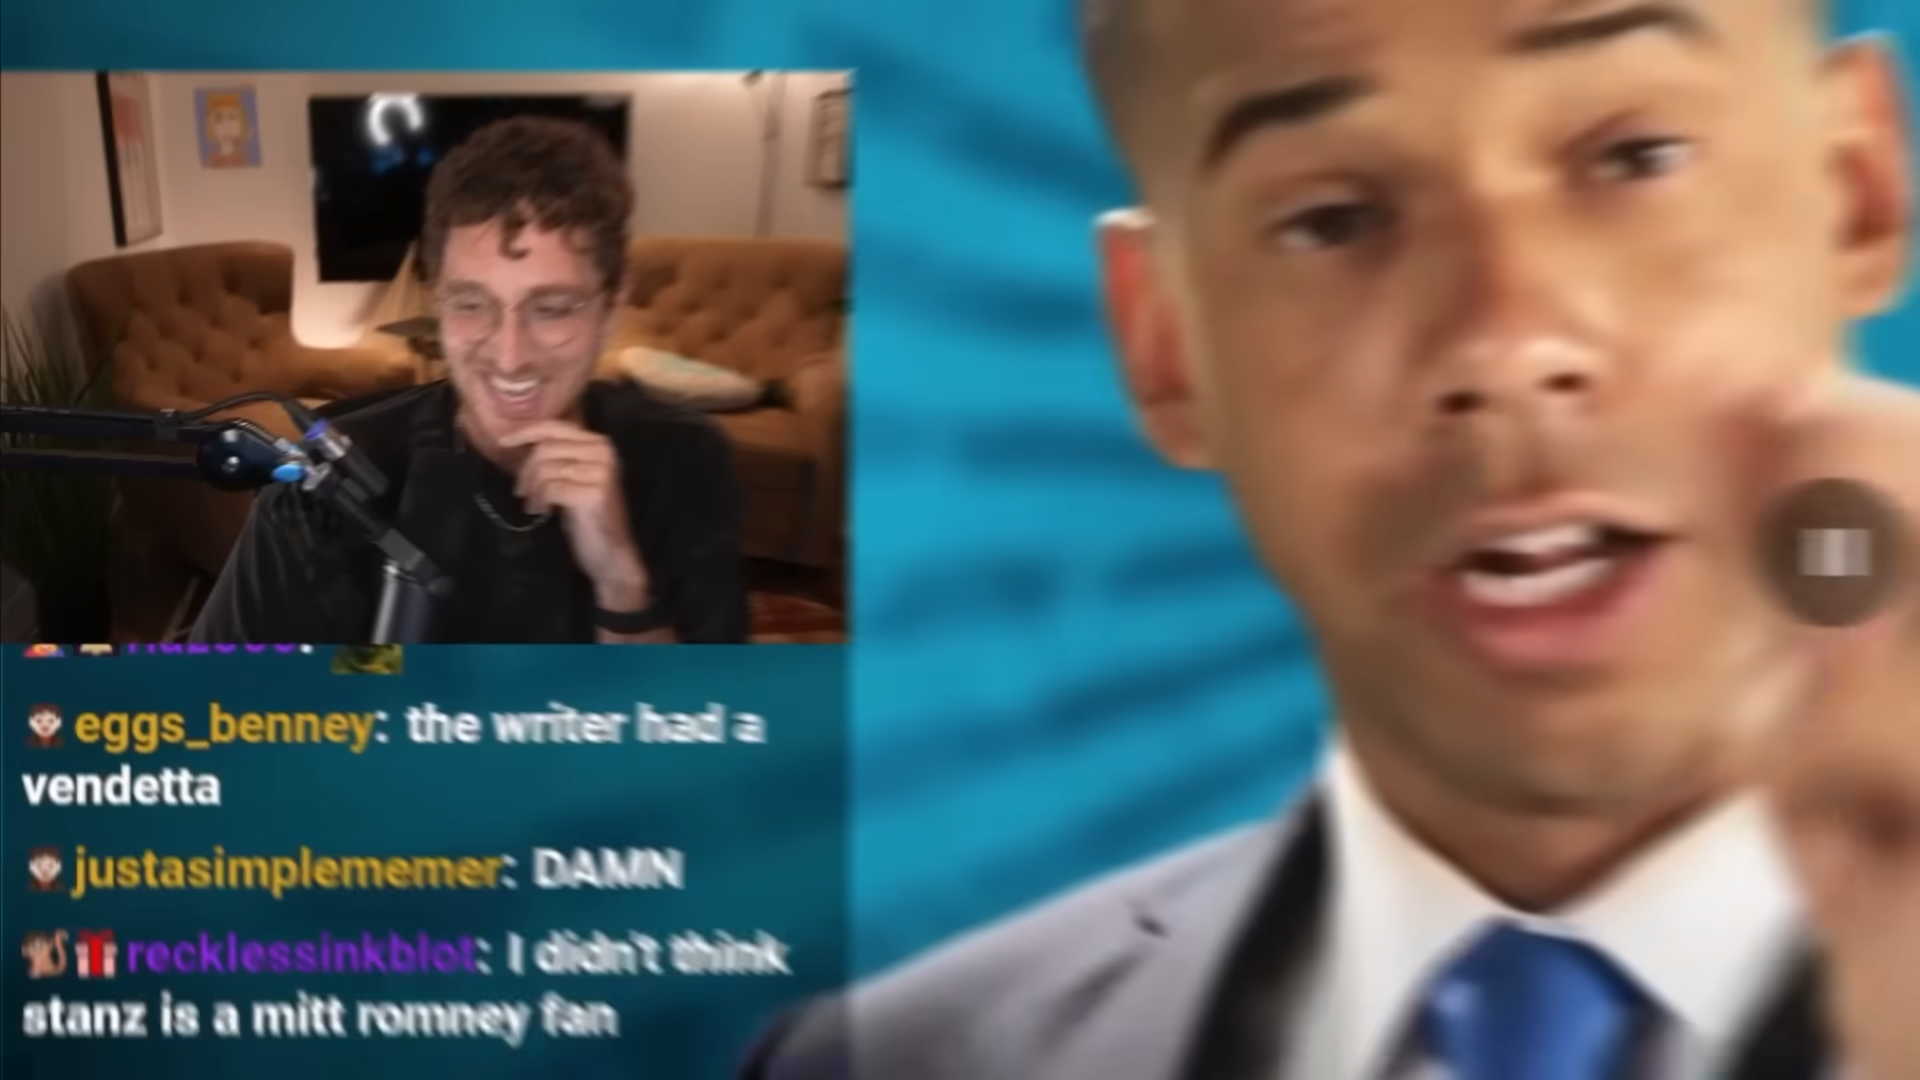 eggs_benney: the writer had a
vendetta
justasimplememer: DAMN
recklessinkblot: I didn't think
stanz is a mitt romney fan